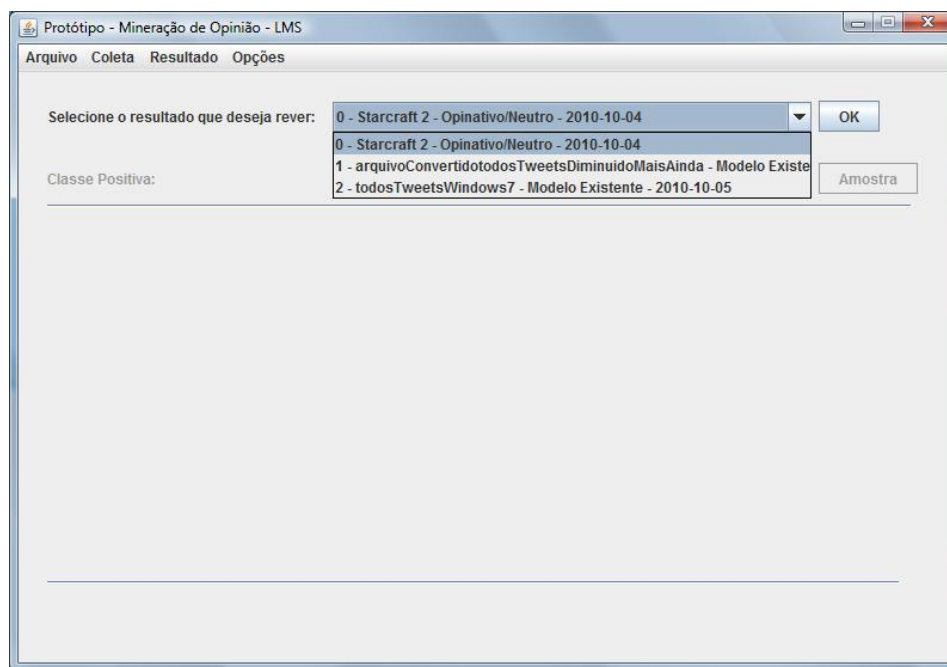 Protótipo - Mineração de Opinião - LMS
Arquivo Coleta Resultado Opções
Selecione o resultado que deseja rever: 0 - Starcraft 2 - Opinativo/Neutro - 2010-10-04 OK
0 - Starcraft 2 - Opinativo/Neutro - 2010-10-04
1 - arquivoConvertidotodosTweetsDiminuidoMaisAinda - Modelo Existe
Classe Positiva: Amostra
2 - todosTweetsWindows7 - Modelo Existente - 2010-10-05